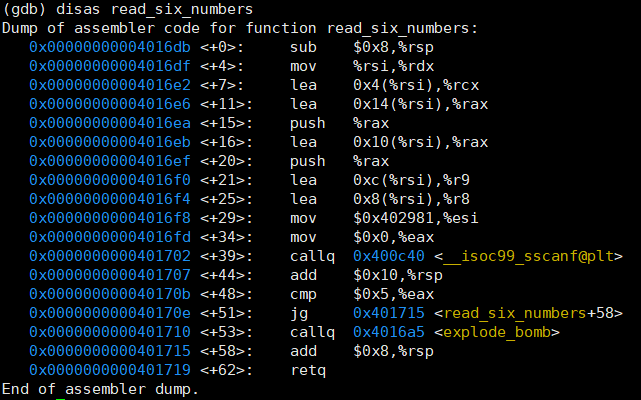 (gdb) disas read_six_numbers
Dump of assembler code for function read_six_numbers:
   0x00000000004016db <+0>:     sub    $0x8,%rsp
   0x00000000004016df <+4>:     mov    %rsi,%rdx
   0x00000000004016e2 <+7>:     lea    0x4(%rsi),%rcx
   0x00000000004016e6 <+11>:    lea    0x14(%rsi),%rax
   0x00000000004016ea <+15>:    push   %rax
   0x00000000004016eb <+16>:    lea    0x10(%rsi),%rax
   0x00000000004016ef <+20>:    push   %rax
   0x00000000004016f0 <+21>:    lea    0xc(%rsi),%r9
   0x00000000004016f4 <+25>:    lea    0x8(%rsi),%r8
   0x00000000004016f8 <+29>:    mov    $0x402981,%esi
   0x00000000004016fd <+34>:    mov    $0x0,%eax
   0x0000000000401702 <+39>:    callq  0x400c40 <__isoc99_sscanf@plt>
   0x0000000000401707 <+44>:    add    $0x10,%rsp
   0x000000000040170b <+48>:    cmp    $0x5,%eax
   0x000000000040170e <+51>:    jg     0x401715 <read_six_numbers+58>
   0x0000000000401710 <+53>:    callq  0x4016a5 <explode_bomb>
   0x0000000000401715 <+58>:    add    $0x8,%rsp
   0x0000000000401719 <+62>:    retq
End of assembler dump.